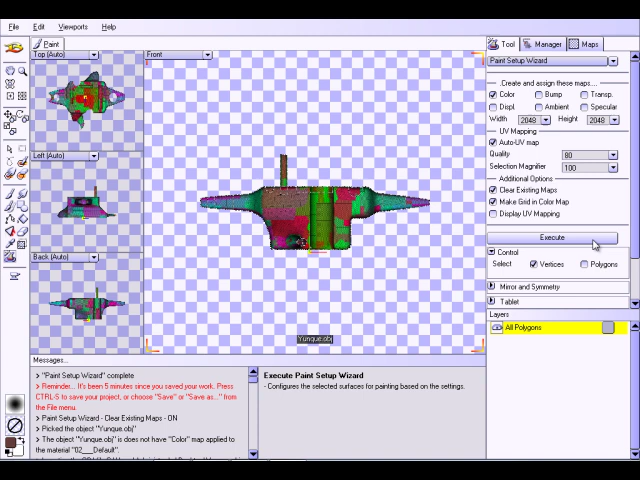 File Edit Viewports Help
Paint
Top (Auto)
Front
Left (Auto)
Back (Auto)
Yunque.obj
Tool Manager Maps
Paint Setup Wizard
Create and assign these maps....
Color Bump Transp.
Displ. Ambient Specular
Width 2048 Height 2048
UV Mapping
Auto-UV map
Quality 80
Selection Magnifier 100
Additional Options
Clear Existing Maps
Make Grid in Color Map
Display UV Mapping
Execute
Control
Select Vertices Polygons
Mirror and Symmetry
Tablet
Layers
All Polygons
Messages...
> "Paint Setup Wizard" complete
> Reminder... It's been 5 minutes since you saved your work. Press
CTRL-S to save your project, or choose "Save" or "Save as..." from
the File menu.
> Paint Setup Wizard - Clear Existing Maps - ON
> Picked the object "Yunque.obj"
> The object "Yunque.obj" is does not have "Color" map applied to
the material "02___Default".
Execute Paint Setup Wizard
- Configures the selected surfaces for painting based on the settings.